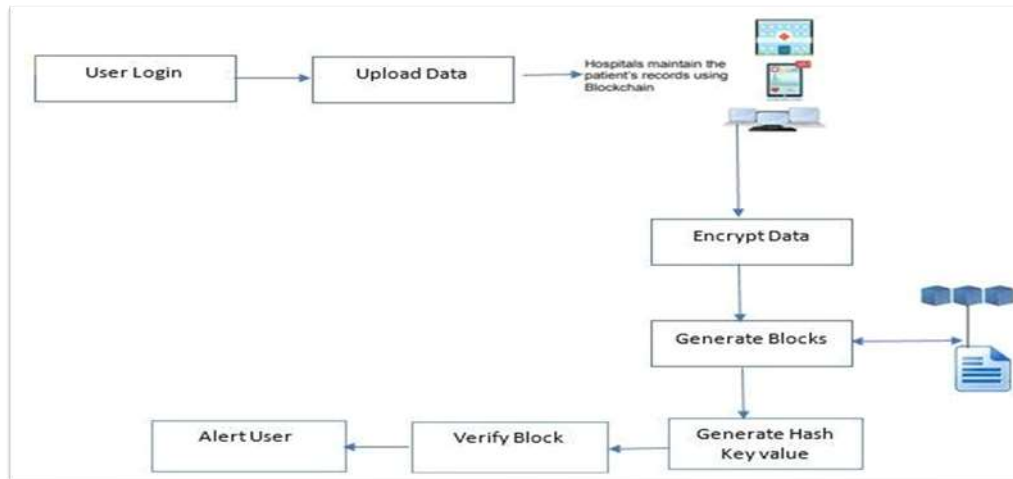 User Login
Upload Data
Hospitals maintain the
patient's records using
Blockchain
Encrypt Data
Generate Blocks
Generate Hash
Key value
Verify Block
Alert User